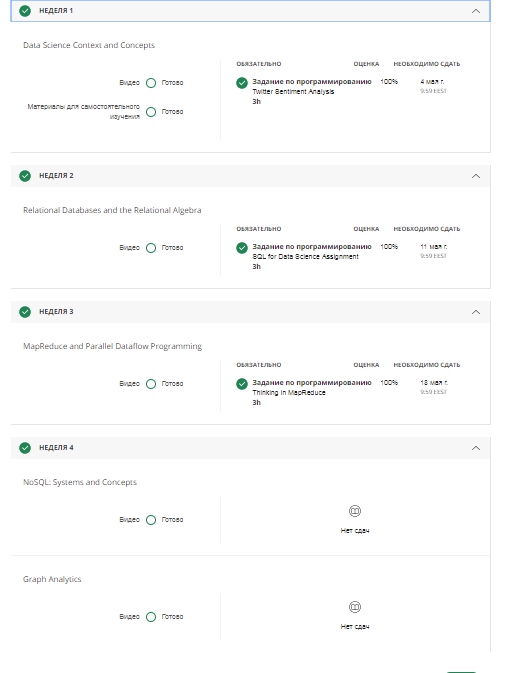 НЕДЕЛЯ 1
Data Science Context and Concepts
ОБЯЗАТЕЛЬНО ОЦЕНКА НЕОБХОДИМО СДАТЬ
Видео Готово
Материалы для самостоятельного
изучения Готово
Задание по программированию 100% 4 мая г.
Twitter Sentiment Analysis 9:59 EEST
3h
НЕДЕЛЯ 2
Relational Databases and the Relational Algebra
ОБЯЗАТЕЛЬНО ОЦЕНКА НЕОБХОДИМО СДАТЬ
Видео Готово
Задание по программированию 100% 11 мая г.
SQL for Data Science Assignment 9:59 EEST
3h
НЕДЕЛЯ 3
MapReduce and Parallel Dataflow Programming
ОБЯЗАТЕЛЬНО ОЦЕНКА НЕОБХОДИМО СДАТЬ
Видео Готово
Задание по программированию 100% 18 мая г.
Thinking in MapReduce 9:59 EEST
3h
НЕДЕЛЯ 4
NoSQL: Systems and Concepts
Видео Готово
Нет сдач
Graph Analytics
Видео Готово
Нет сдач